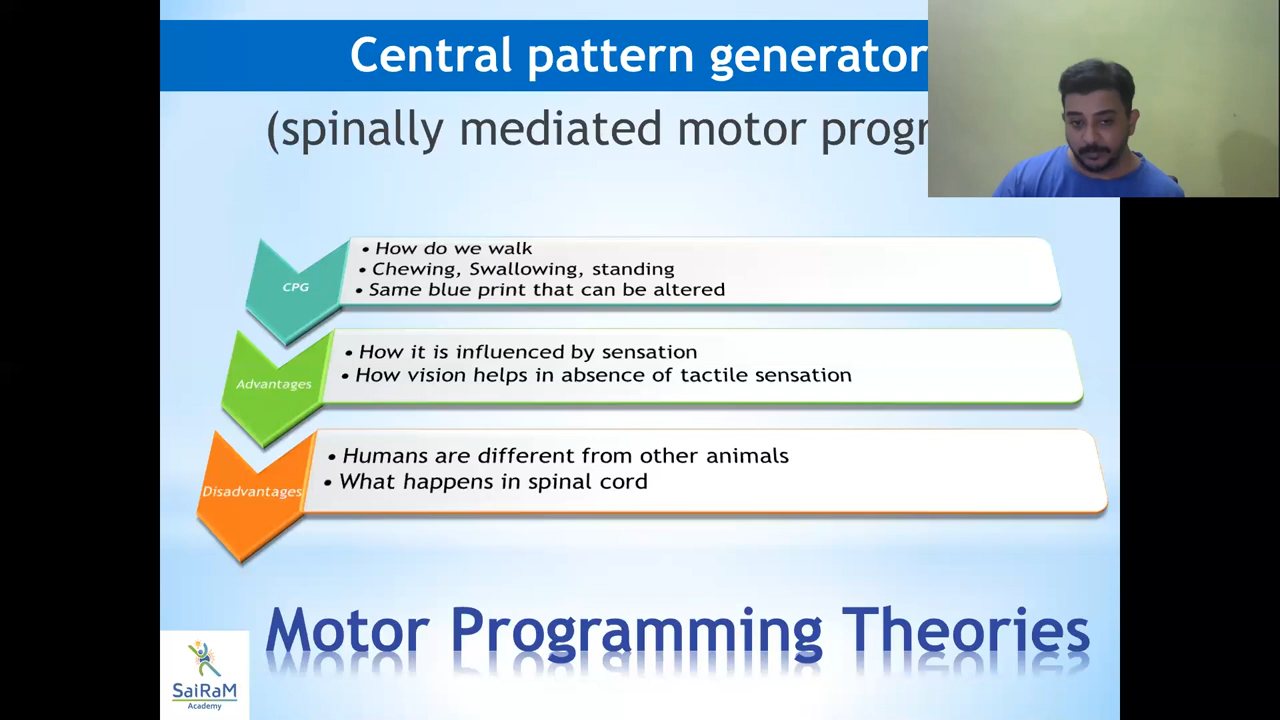 Central pattern generator
(spinally mediated motor
CPG
• How do we walk
• Chewing, Swallowing, standing
• Same blue print that can be altered
Advantages
• How it is influenced by sensation
• How vision helps in absence of tactile sensation
Disadvantages
• Humans are different from other animals
• What happens in spinal cord
Motor Programming Theories
SaiRaM
Academy